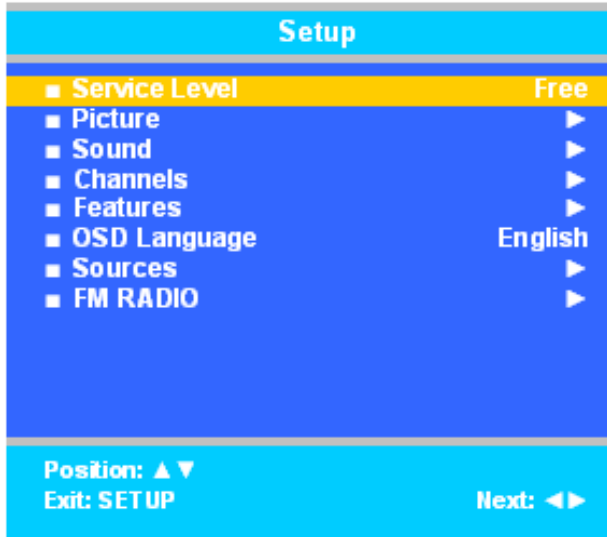 Setup
■ Service Level Free
■ Picture ▶
■ Sound ▶
■ Channels ▶
■ Features ▶
■ OSD Language English
■ Sources ▶
■ FM RADIO ▶
Position: ▲▼
Exit: SETUP Next: ◀▶